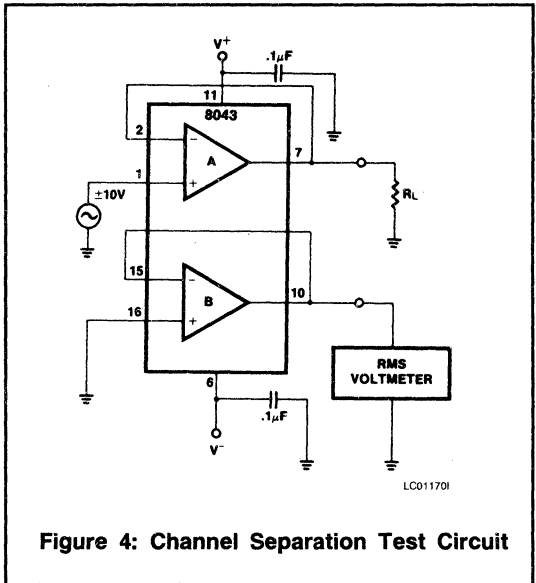 V+
.1μF
11
8043
2
A
7
1
±10V
RL
15
B
10
16
RMS
VOLTMETER
6
.1μF
V-
LC01170I
Figure 4: Channel Separation Test Circuit